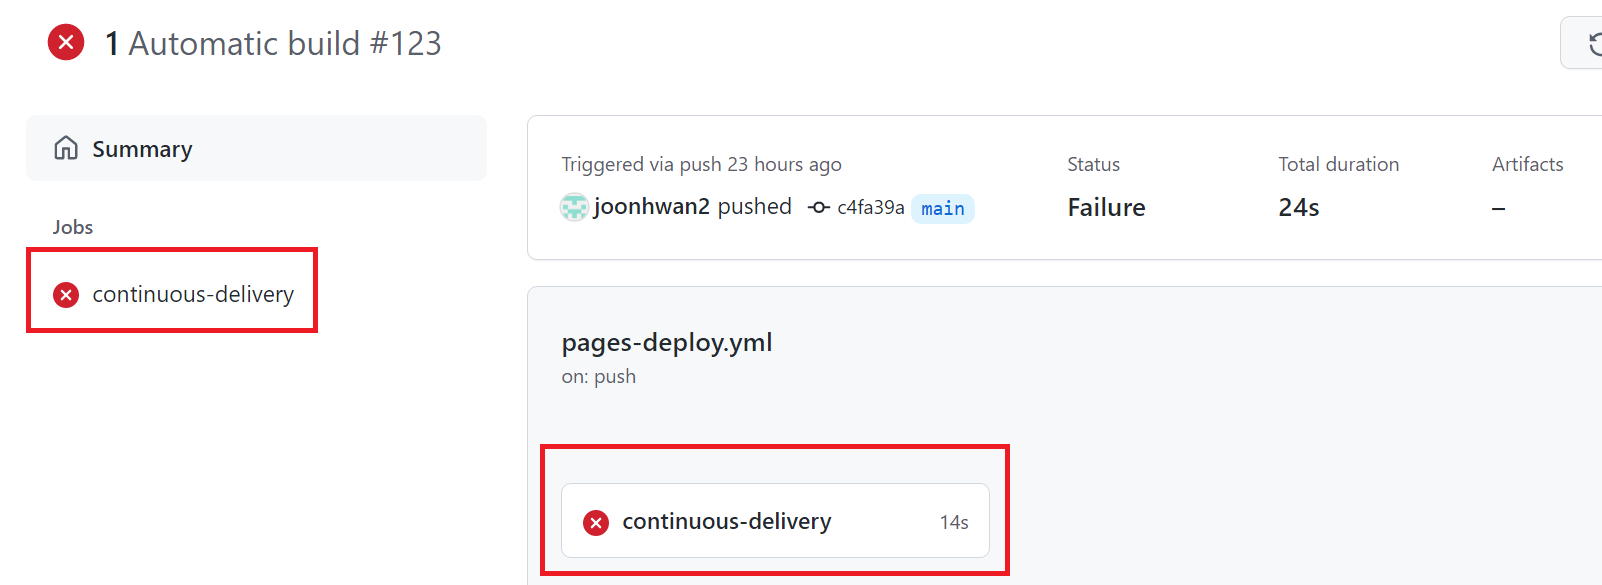 1 Automatic build #123
Summary
Jobs
continuous-delivery
Triggered via push 23 hours ago
joonhwan2 pushed c4fa39a main
Status
Failure
Total duration
24s
Artifacts
–
pages-deploy.yml
on: push
continuous-delivery 14s